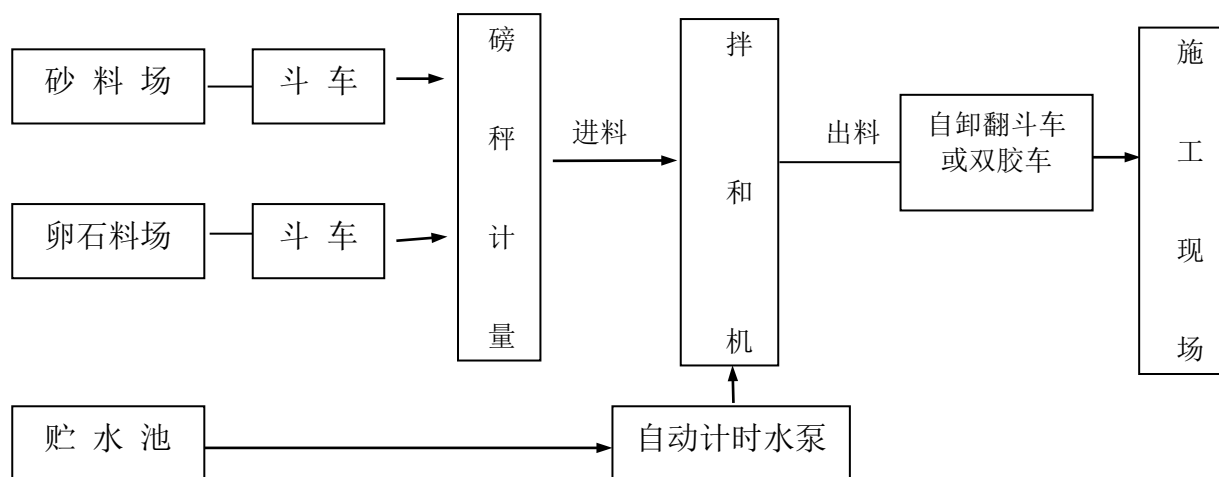 砂 料 场
斗 车
磅秤计量
进料
拌和机
出料
自卸翻斗车
或双胶车
施工现场
卵石料场
斗 车
贮 水 池
自动计时水泵